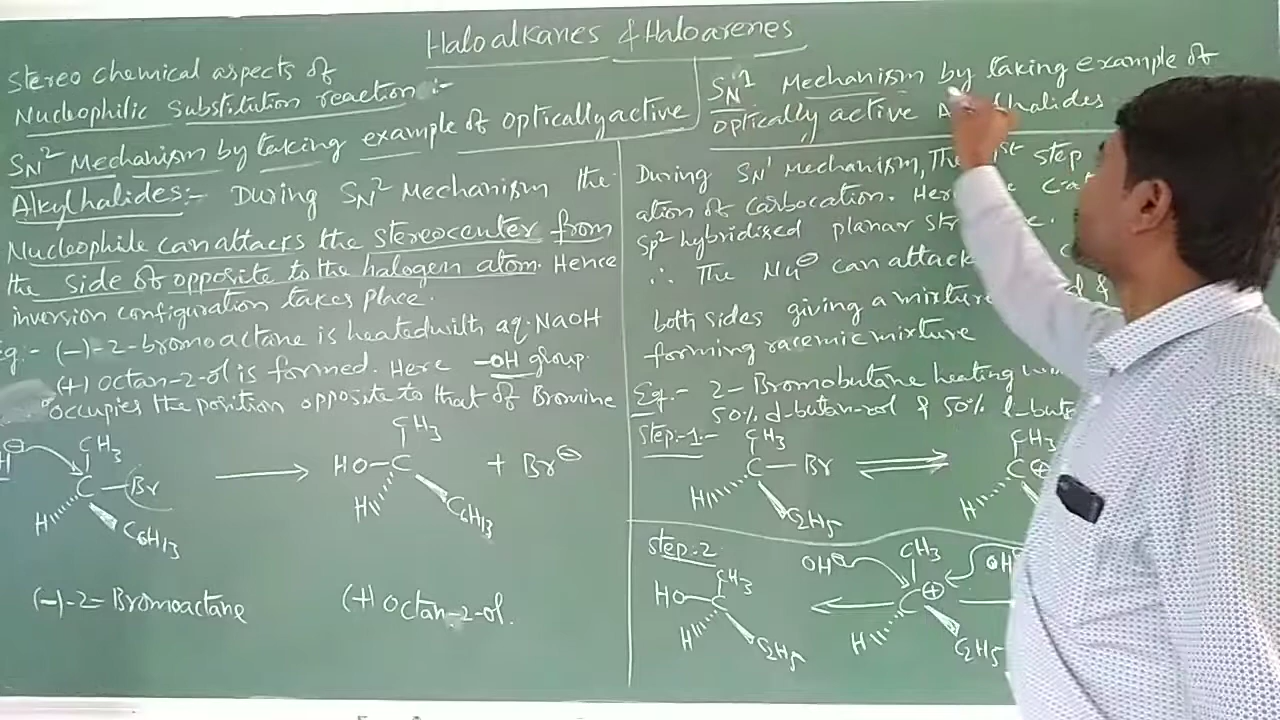 Haloalkanes & Haloarenes
Stereo chemical aspects of
Nucleophilic Substitution reaction :-
SN2 Mechanism by taking example of optically active
Alkylhalides:- During SN2 Mechanism the
Nucleophile can attacks the stereocenter from
the side of opposite to the halogen atom. Hence
inversion configuration takes place.
Eg:- (-)-2-bromooctane is heated with aq. NaOH
(+) octan-2-ol is formed. Here -OH group
occupies the position opposite to that of Bromine
H⊖ CH3
C-Br
H C6H13
→
CH3
HO-C
H C6H13
+ Br⊖
(-)-2-Bromoactane
(+) Octan-2-ol.
SN1 Mechanism by taking example of
optically active Alkylhalides
During SN1 Mechanism, The 1st step
ation of Carbocation.
Sp2 hybridised planar
∴ The Nu⊖ can attack
both sides giving a mixture &
forming racemic mixture
Eg:- 2-Bromobutane heating
50% d-butan-2-ol & 50% l-but
Step:-1:-
CH3
C-Br
H C2H5
⇌
CH3
C⊕
H
Step-2
CH3
HO-C
H C2H5
←
OH⊖ CH3 OH
C⊕
H C2H5